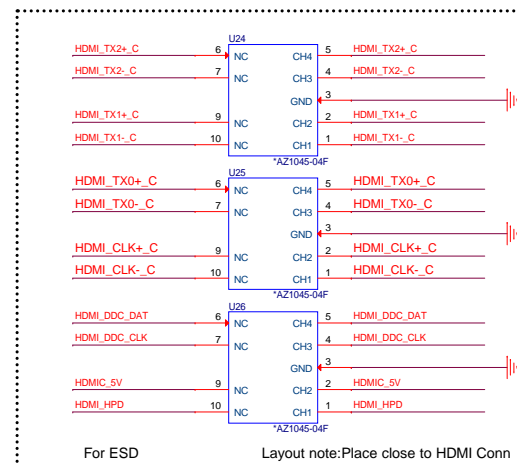 U24
HDMI_TX2+_C 6 NC CH4 5 HDMI_TX2+_C
HDMI_TX2-_C 7 NC CH3 4 HDMI_TX2-_C
GND 3
HDMI_TX1+_C 9 NC CH2 2 HDMI_TX1+_C
HDMI_TX1-_C 10 NC CH1 1 HDMI_TX1-_C
*AZ1045-04F
U25
HDMI_TX0+_C 6 NC CH4 5 HDMI_TX0+_C
HDMI_TX0-_C 7 NC CH3 4 HDMI_TX0-_C
GND 3
HDMI_CLK+_C 9 NC CH2 2 HDMI_CLK+_C
HDMI_CLK-_C 10 NC CH1 1 HDMI_CLK-_C
*AZ1045-04F
U26
HDMI_DDC_DAT 6 NC CH4 5 HDMI_DDC_DAT
HDMI_DDC_CLK 7 NC CH3 4 HDMI_DDC_CLK
GND 3
HDMIC_5V 9 NC CH2 2 HDMIC_5V
HDMI_HPD 10 NC CH1 1 HDMI_HPD
*AZ1045-04F
For ESD Layout note:Place close to HDMI Conn